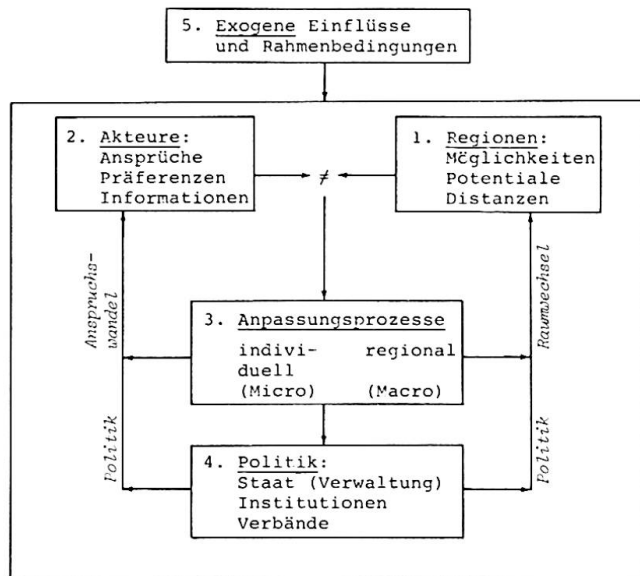 5. Exogene Einflüsse
und Rahmenbedingungen
2. Akteure:
Ansprüche
Präferenzen
Informationen
≠
1. Regionen:
Möglichkeiten
Potentiale
Distanzen
Anspruchs-
wandel
Raumwechsel
3. Anpassungsprozesse
indivi- regional
duell
(Micro) (Macro)
Politik
Politik
4. Politik:
Staat (Verwaltung)
Institutionen
Verbände